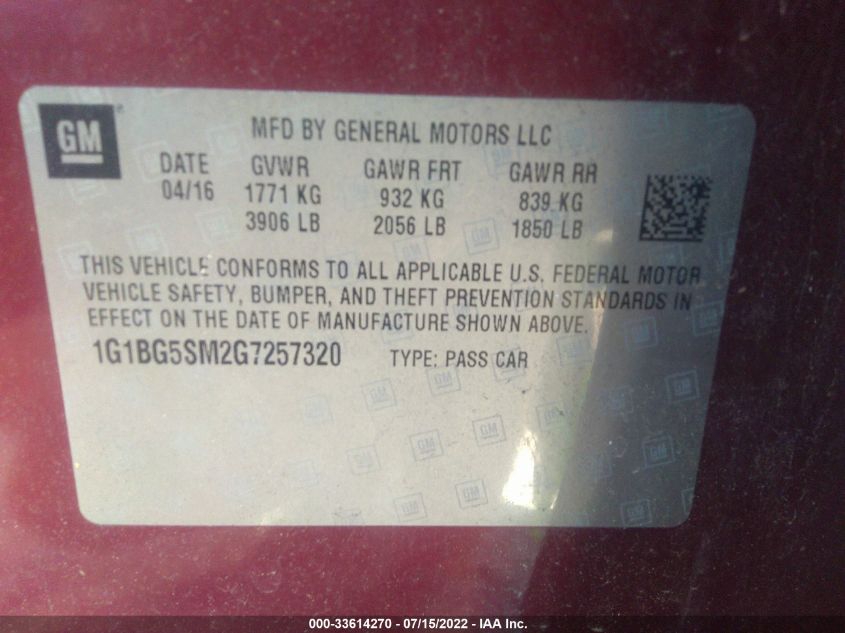 GM
MFD BY GENERAL MOTORS LLC
DATE GVWR GAWR FRT GAWR RR
04/16 1771 KG 932 KG 839 KG
3906 LB 2056 LB 1850 LB
THIS VEHICLE CONFORMS TO ALL APPLICABLE U.S. FEDERAL MOTOR
VEHICLE SAFETY, BUMPER, AND THEFT PREVENTION STANDARDS IN
EFFECT ON THE DATE OF MANUFACTURE SHOWN ABOVE.
1G1BG5SM2G7257320 TYPE: PASS CAR
000-33614270 - 07/15/2022 - IAA Inc.